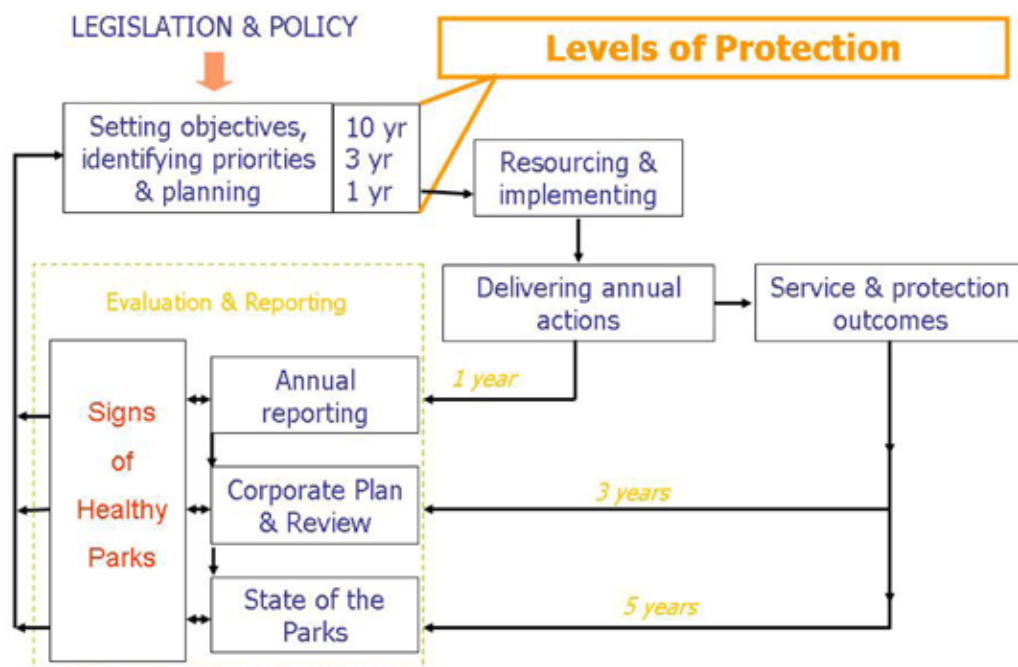 LEGISLATION & POLICY
Levels of Protection
Setting objectives,
identifying priorities
& planning
10 yr
3 yr
1 yr
Resourcing &
implementing
Evaluation & Reporting
Delivering annual
actions
Service & protection
outcomes
1 year
Annual
reporting
Signs
of
Healthy
Parks
Corporate Plan
& Review
3 years
State of the
Parks
5 years